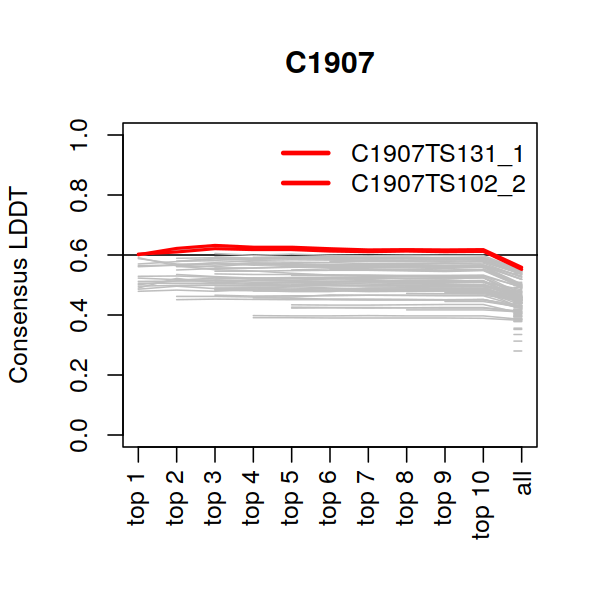 C1907
C1907TS131_1
C1907TS102_2
Consensus LDDT
1.0
0.8
0.6
0.4
0.2
0.0
top 1
top 2
top 3
top 4
top 5
top 6
top 7
top 8
top 9
top 10
all